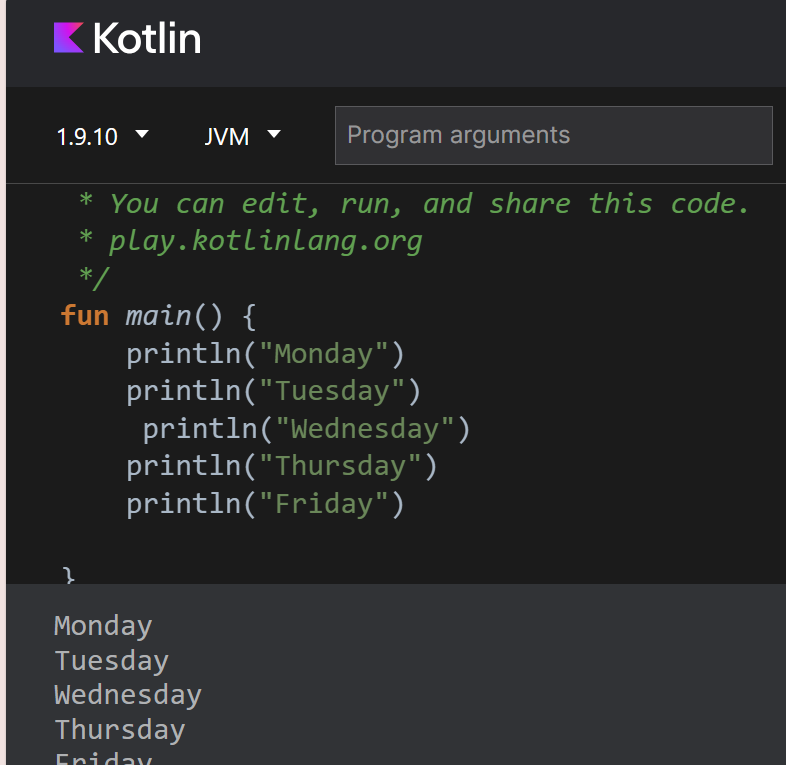 Kotlin
1.9.10 JVM Program arguments
 * You can edit, run, and share this code.
 * play.kotlinlang.org
 */
fun main() {
    println("Monday")
    println("Tuesday")
     println("Wednesday")
    println("Thursday")
    println("Friday")
}
Monday
Tuesday
Wednesday
Thursday
Friday